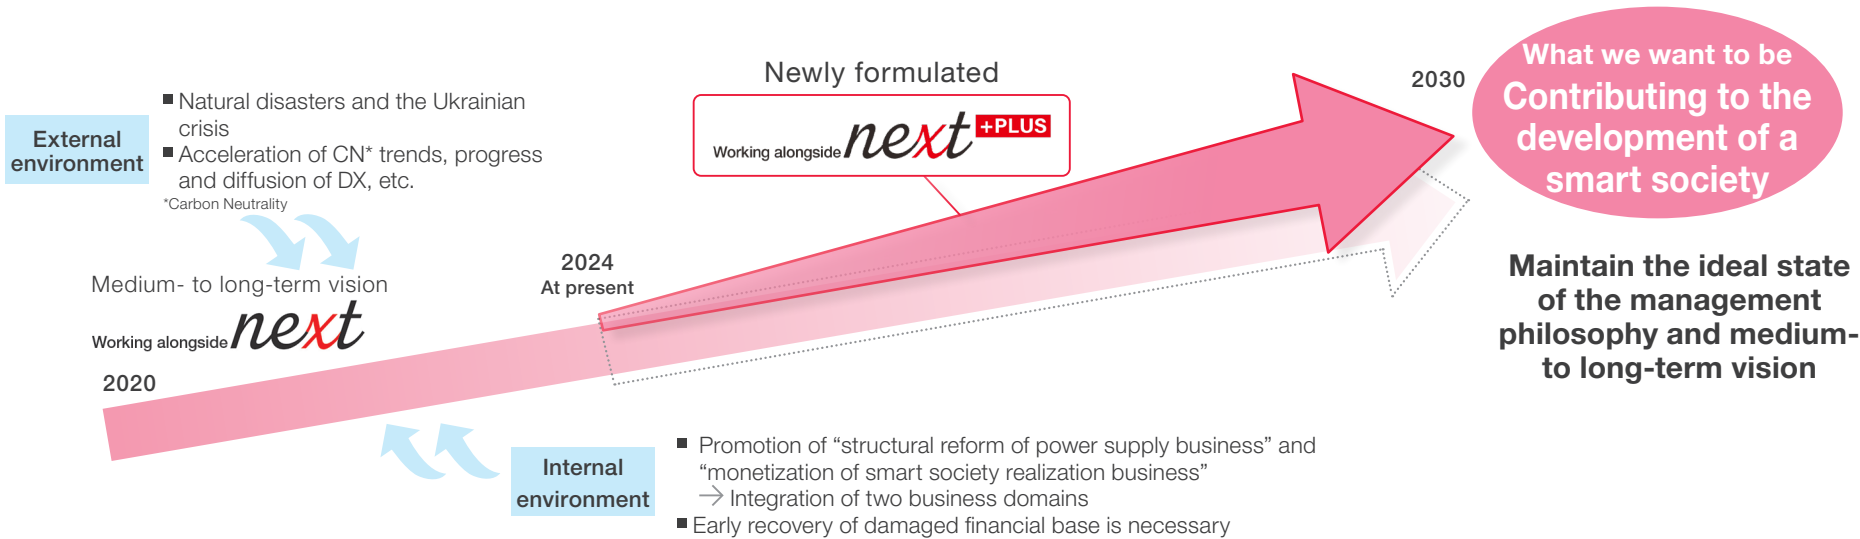 External
environment
■ Natural disasters and the Ukrainian
crisis
■ Acceleration of CN* trends, progress
and diffusion of DX, etc.
*Carbon Neutrality
Medium- to long-term vision
Working alongside next
2020
2024
At present
Newly formulated
Working alongside next +PLUS
2030
What we want to be
Contributing to the
development of a
smart society
Maintain the ideal state
of the management
philosophy and medium-
to long-term vision
Internal
environment
■ Promotion of “structural reform of power supply business” and
“monetization of smart society realization business”
→ Integration of two business domains
■ Early recovery of damaged financial base is necessary